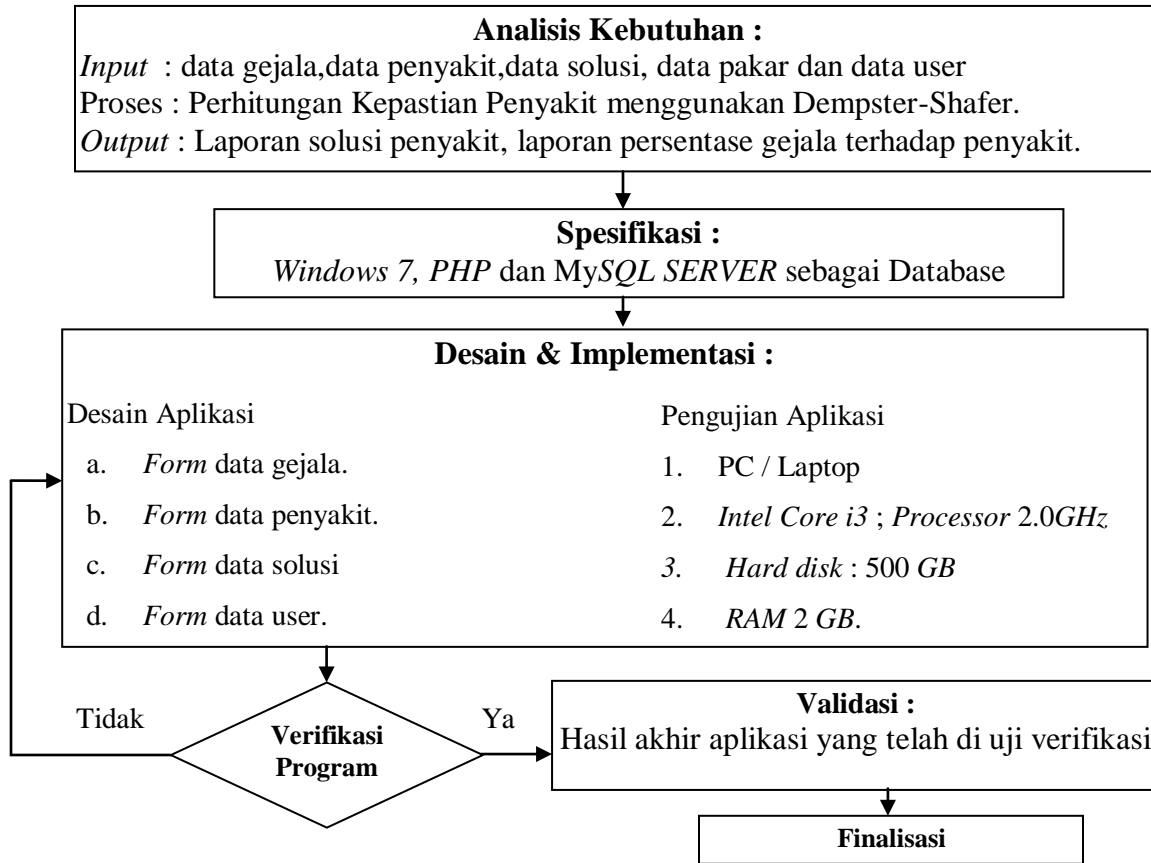 Analisis Kebutuhan :
Input : data gejala,data penyakit,data solusi, data pakar dan data user
Proses : Perhitungan Kepastian Penyakit menggunakan Dempster-Shafer.
Output : Laporan solusi penyakit, laporan persentase gejala terhadap penyakit.
Spesifikasi :
Windows 7, PHP dan MySQL SERVER sebagai Database
Desain & Implementasi :
Desain Aplikasi
a. Form data gejala.
b. Form data penyakit.
c. Form data solusi
d. Form data user.
Pengujian Aplikasi
1. PC / Laptop
2. Intel Core i3 ; Processor 2.0GHz
3. Hard disk : 500 GB
4. RAM 2 GB.
Tidak
Verifikasi
Program
Ya
Validasi :
Hasil akhir aplikasi yang telah di uji verifikasi
Finalisasi